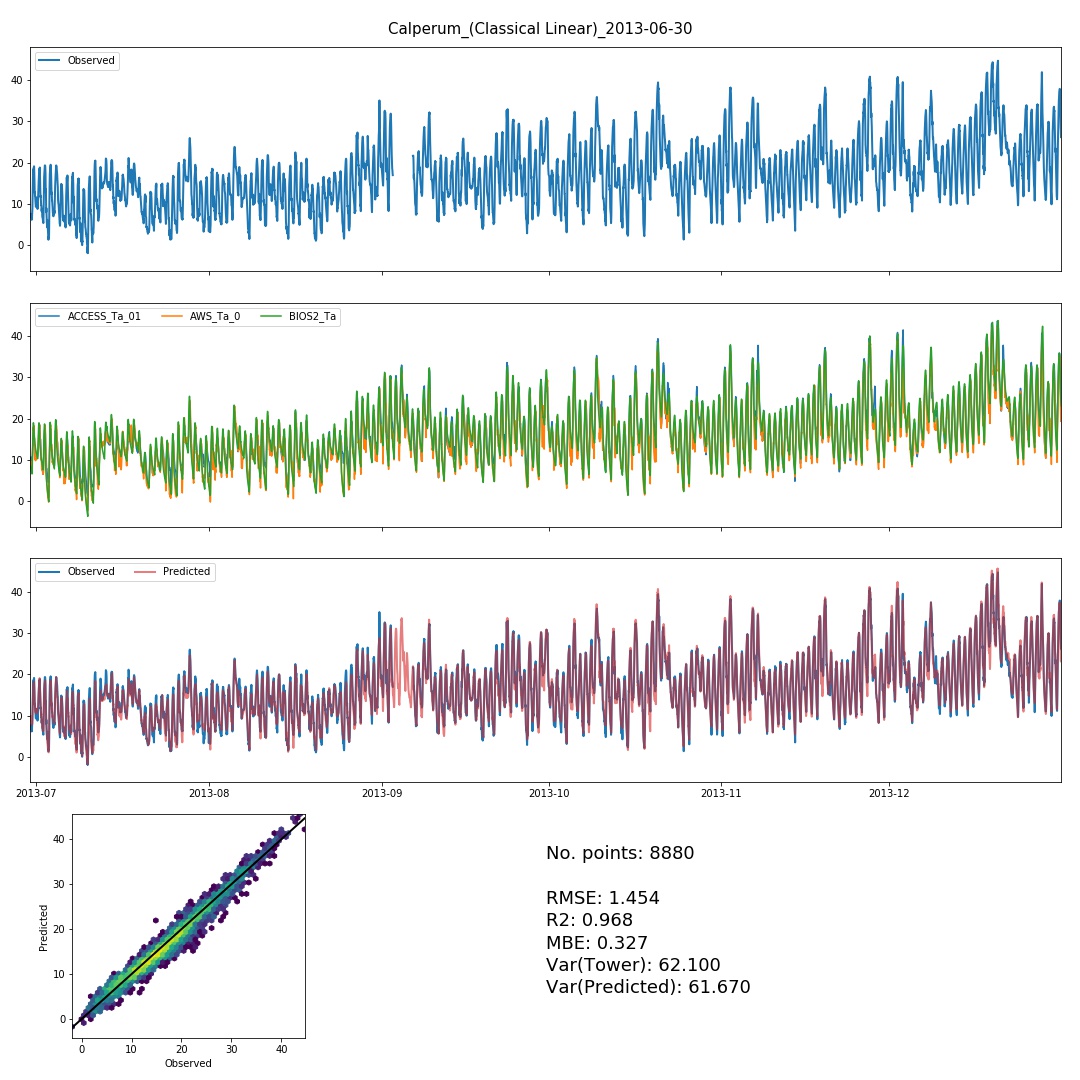 Calperum_(Classical Linear)_2013-06-30
Observed
40
30
20
10
0
ACCESS_Ta_01 AWS_Ta_0 BIOS2_Ta
40
30
20
10
0
Observed Predicted
40
30
20
10
0
2013-07 2013-08 2013-09 2013-10 2013-11 2013-12
40
30
20
10
0
Predicted
0 10 20 30 40
Observed
No. points: 8880
RMSE: 1.454
R2: 0.968
MBE: 0.327
Var(Tower): 62.100
Var(Predicted): 61.670